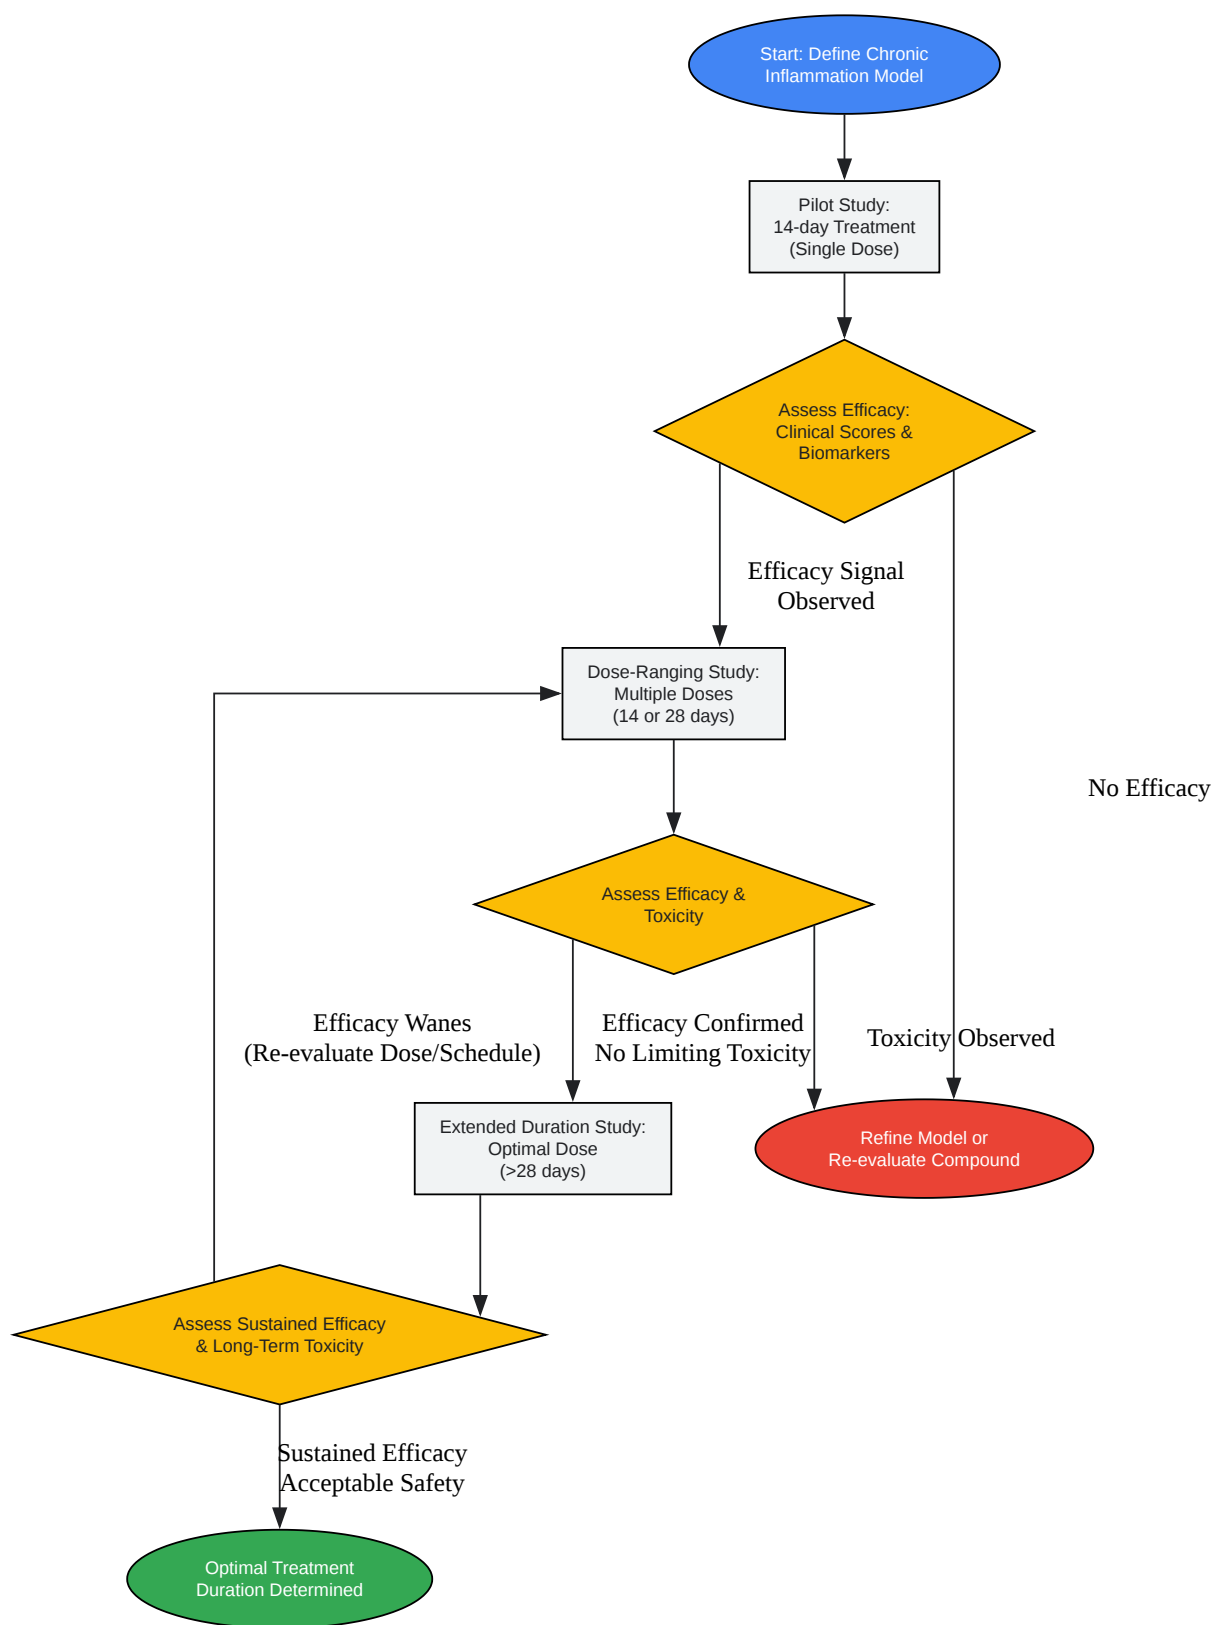 Start: Define Chronic
Inflammation Model
Pilot Study:
14-day Treatment
(Single Dose)
Assess Efficacy:
Clinical Scores &
Biomarkers
Efficacy Signal
Observed
Dose-Ranging Study:
Multiple Doses
(14 or 28 days)
No Efficacy
Assess Efficacy &
Toxicity
Efficacy Wanes
(Re-evaluate Dose/Schedule)
Efficacy Confirmed
No Limiting Toxicity
Toxicity Observed
Extended Duration Study:
Optimal Dose
(>28 days)
Refine Model or
Re-evaluate Compound
Assess Sustained Efficacy
& Long-Term Toxicity
Sustained Efficacy
Acceptable Safety
Optimal Treatment
Duration Determined